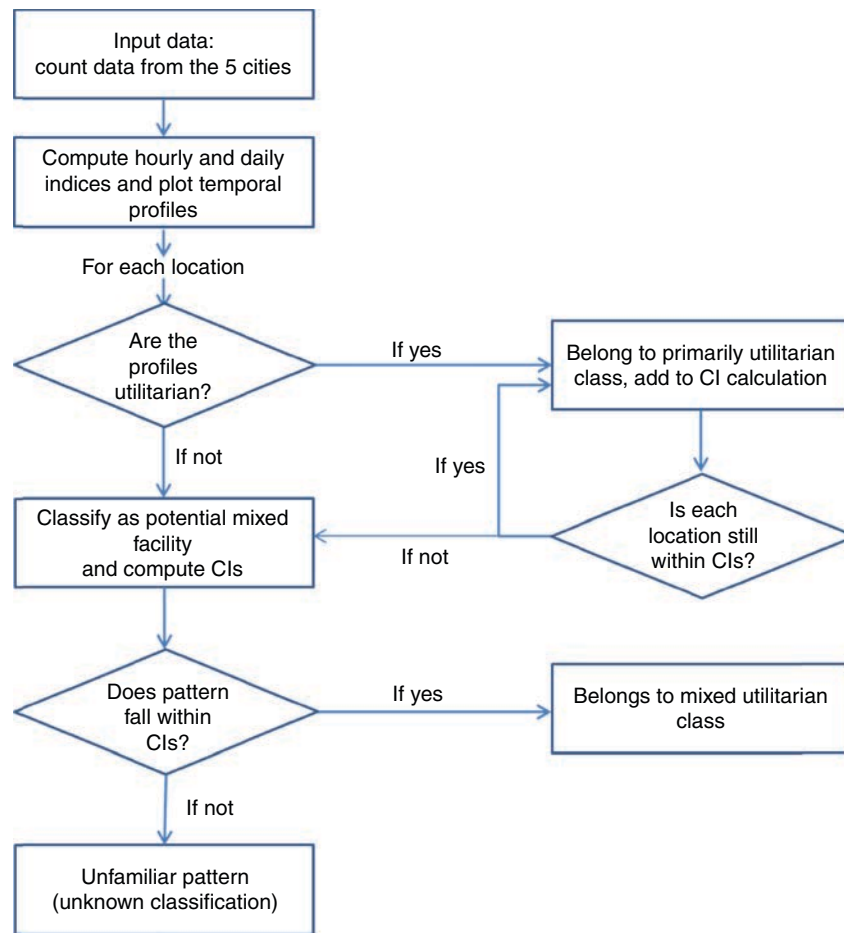 Input data:
count data from the 5 cities
Compute hourly and daily
indices and plot temporal
profiles
For each location
Are the
profiles
utilitarian?
If yes
Belong to primarily utilitarian
class, add to CI calculation
If not
If yes
Classify as potential mixed
facility
and compute CIs
If not
Is each
location still
within CIs?
Does pattern
fall within
CIs?
If yes
Belongs to mixed utilitarian
class
If not
Unfamiliar pattern
(unknown classification)